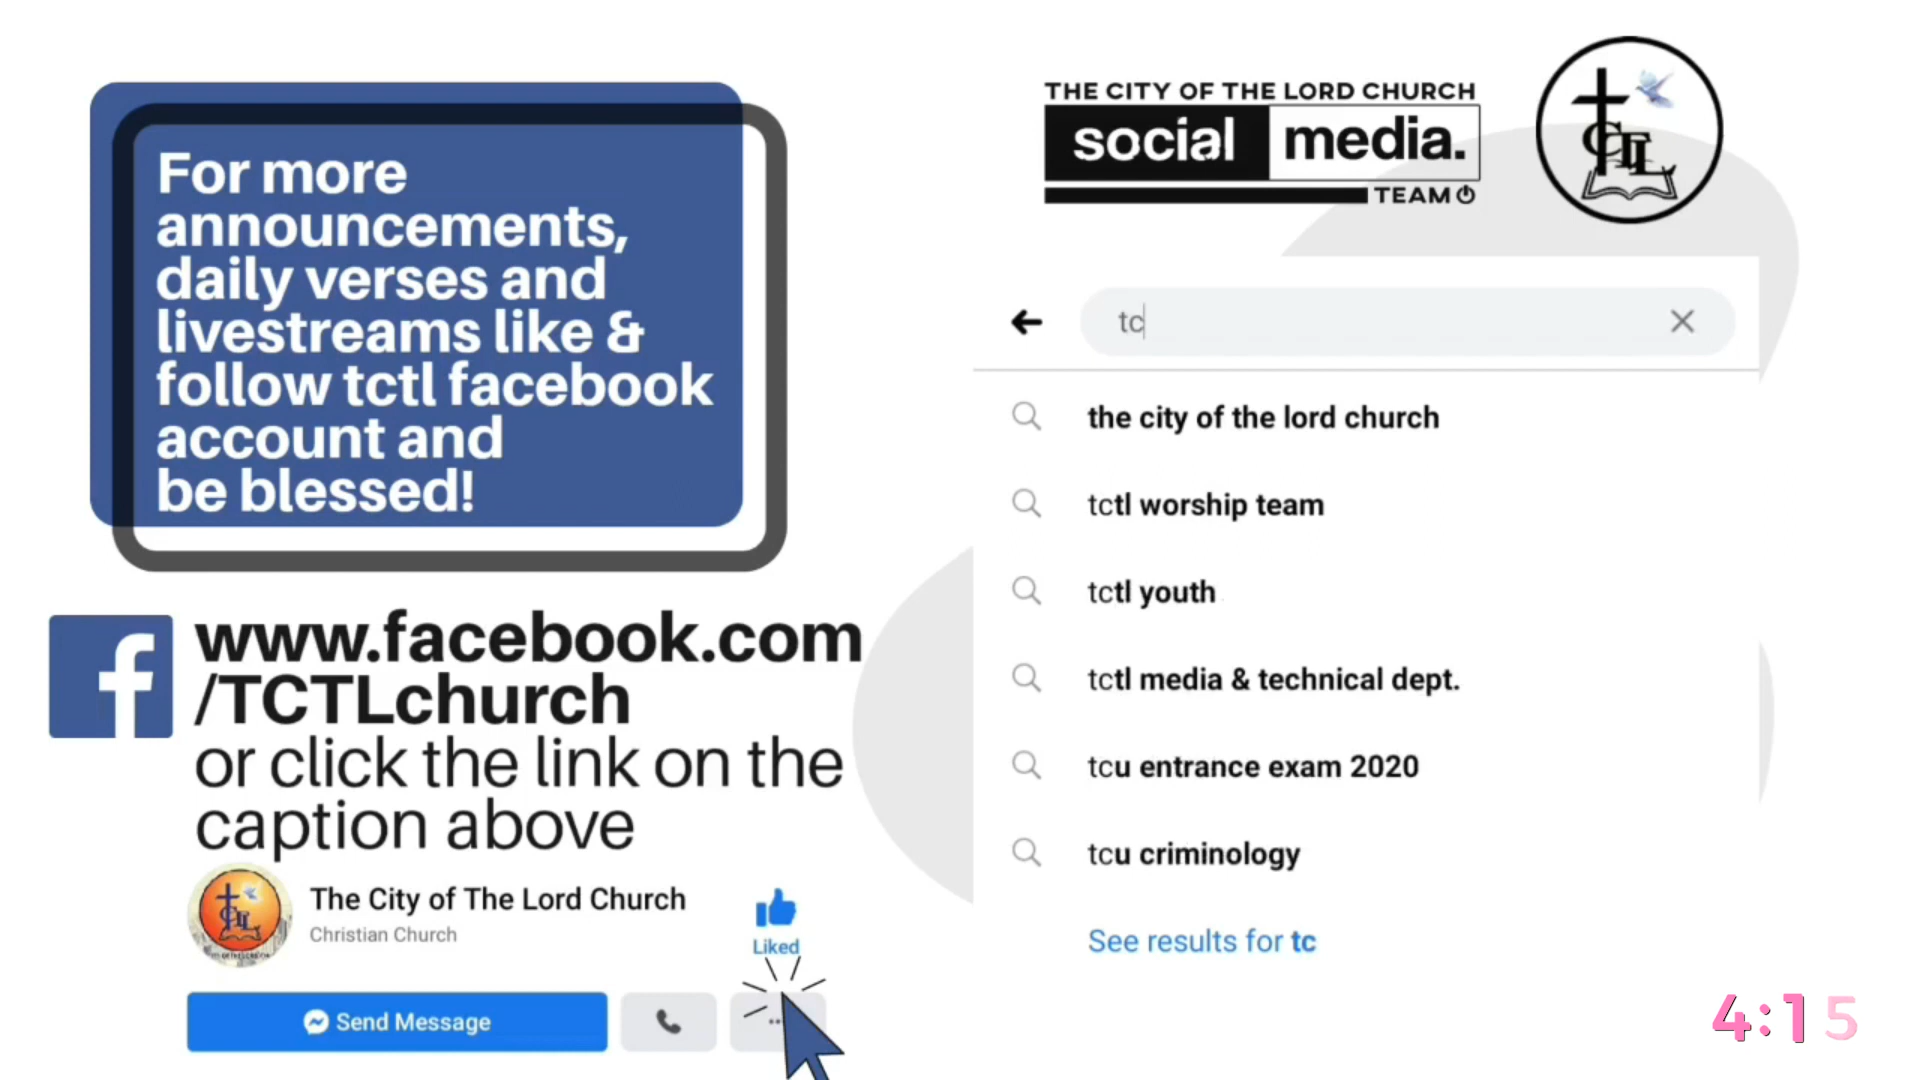 For more
announcements,
daily verses and
livestreams like &
follow tctl facebook
account and
be blessed!
www.facebook.com
/TCTLchurch
or click the link on the
caption above
The City of The Lord Church
Christian Church
Liked
Send Message
THE CITY OF THE LORD CHURCH
social media.
TEAM
tc
the city of the lord church
tctl worship team
tctl youth
tctl media & technical dept.
tcu entrance exam 2020
tcu criminology
See results for tc
4:15